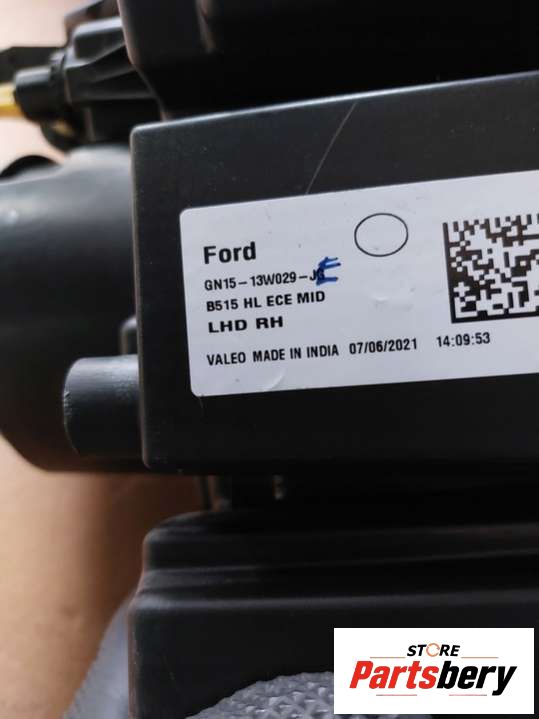 Ford
GN15-13W029-JE
B515 HL ECE MID
LHD RH
VALEO MADE IN INDIA 07/06/2021 14:09:53
STORE
Partsbery